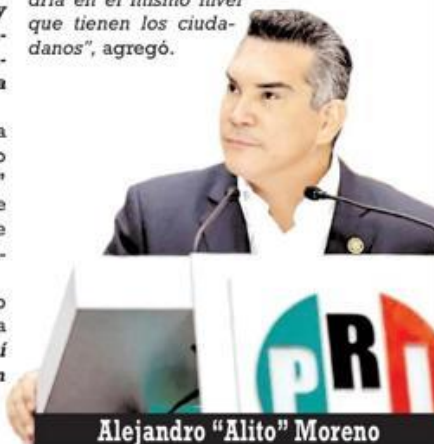 dría en el mismo nivel
que tienen los ciuda-
danos", agregó.
y
a
a
o
"
e
e
o
a
í
n
PRI
Alejandro "Alito" Moreno